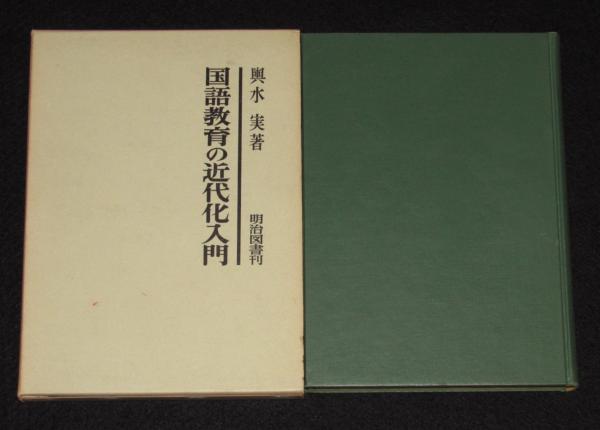 輿水実著
国語教育の近代化入門
明治図書刊